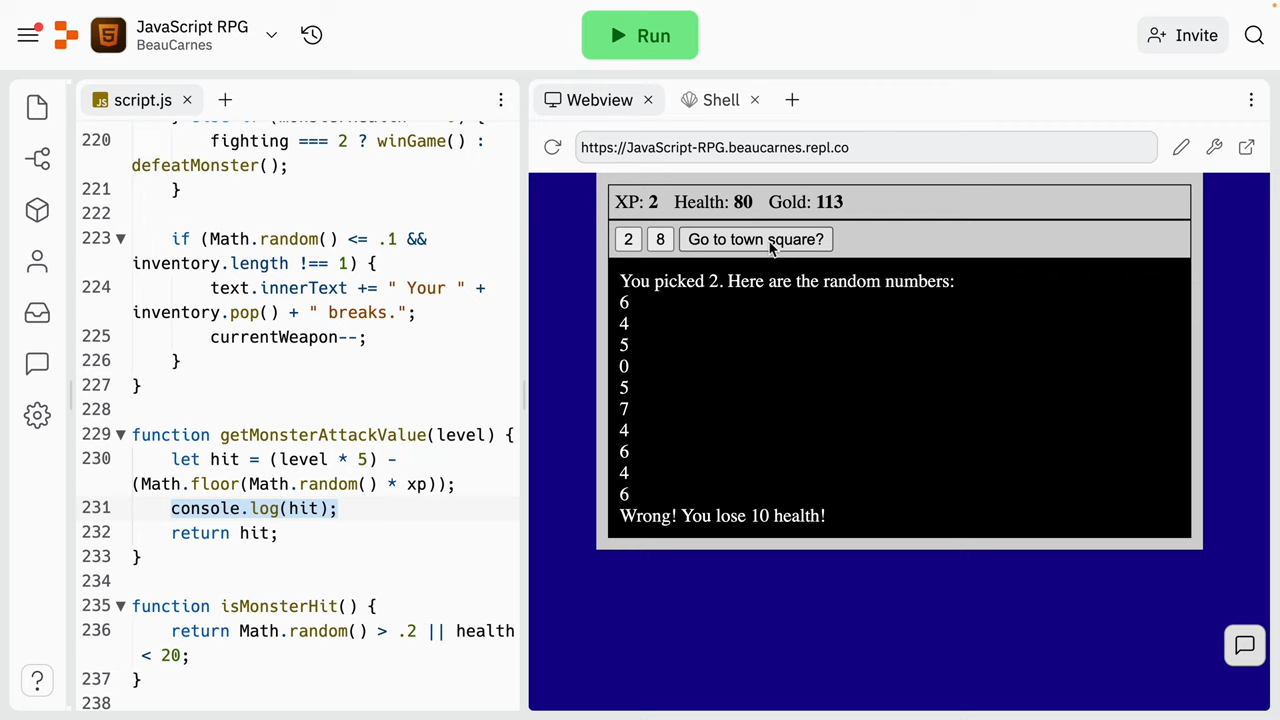 JavaScript RPG
BeauCarnes
Run
Invite
JS script.js
220 fighting === 2 ? winGame() :
defeatMonster();
221 }
222
223 if (Math.random() <= .1 &&
inventory.length !== 1) {
224 text.innerText += " Your " +
inventory.pop() + " breaks.";
225 currentWeapon--;
226 }
227 }
228
229 function getMonsterAttackValue(level) {
230 let hit = (level * 5) -
(Math.floor(Math.random() * xp));
231 console.log(hit);
232 return hit;
233 }
234
235 function isMonsterHit() {
236 return Math.random() > .2 || health
< 20;
237 }
238
?
Webview
Shell
https://JavaScript-RPG.beaucarnes.repl.co
XP: 2 Health: 80 Gold: 113
2 8 Go to town square?
You picked 2. Here are the random numbers:
6
4
5
0
5
7
4
6
4
6
Wrong! You lose 10 health!